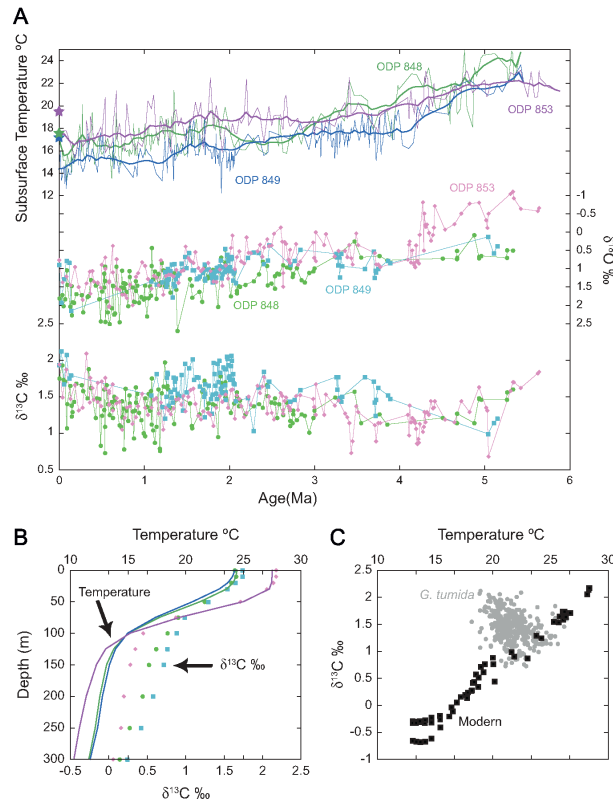 A
24
22
20
18
16
14
12
Subsurface Temperature ºC
ODP 848
ODP 853
ODP 849
-1
-0.5
0
0.5
1
1.5
2
2.5
δ¹⁸O ‰
ODP 853
ODP 849
ODP 848
2.5
2
1.5
1
0.5
δ¹³C ‰
0 1 2 3 4 5 6
Age(Ma)
B
Temperature ºC
10 15 20 25 30
0
50
100
150
200
250
300
Depth (m)
Temperature
δ¹³C ‰
-0.5 0 0.5 1 1.5 2 2.5
δ¹³C ‰
C
Temperature ºC
10 15 20 25 30
2.5
2
1.5
1
0.5
0
-0.5
-1
δ¹³C ‰
G. tumida
Modern